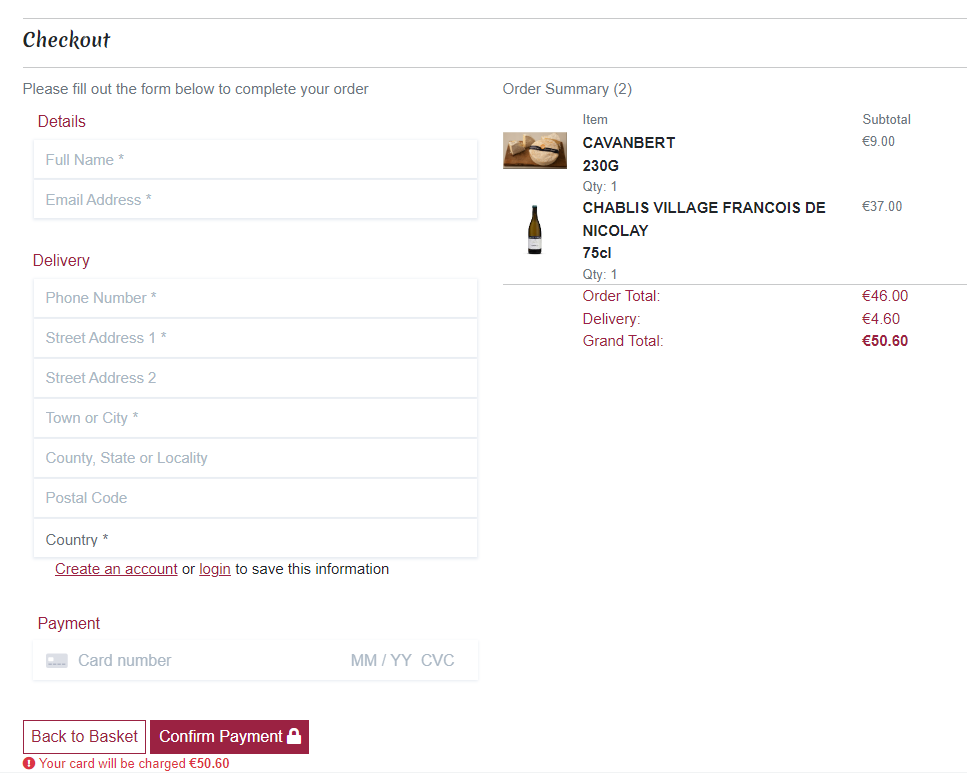 Checkout
Please fill out the form below to complete your order
Details
Full Name *
Email Address *
Delivery
Phone Number *
Street Address 1 *
Street Address 2
Town or City *
County, State or Locality
Postal Code
Country *
Create an account or login to save this information
Payment
Card number MM / YY CVC
Back to Basket Confirm Payment
Your card will be charged €50.60
Order Summary (2)
Item Subtotal
CAVANBERT €9.00
230G
Qty: 1
CHABLIS VILLAGE FRANCOIS DE €37.00
NICOLAY
75cl
Qty: 1
Order Total: €46.00
Delivery: €4.60
Grand Total: €50.60